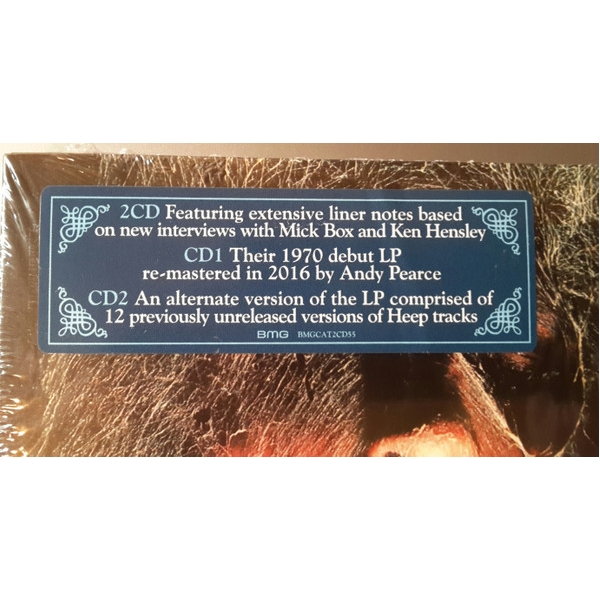 2CD Featuring extensive liner notes based
on new interviews with Mick Box and Ken Hensley
CD1 Their 1970 debut LP
re-mastered in 2016 by Andy Pearce
CD2 An alternate version of the LP comprised of
12 previously unreleased versions of Heep tracks
BMG BMGCAT2CD55